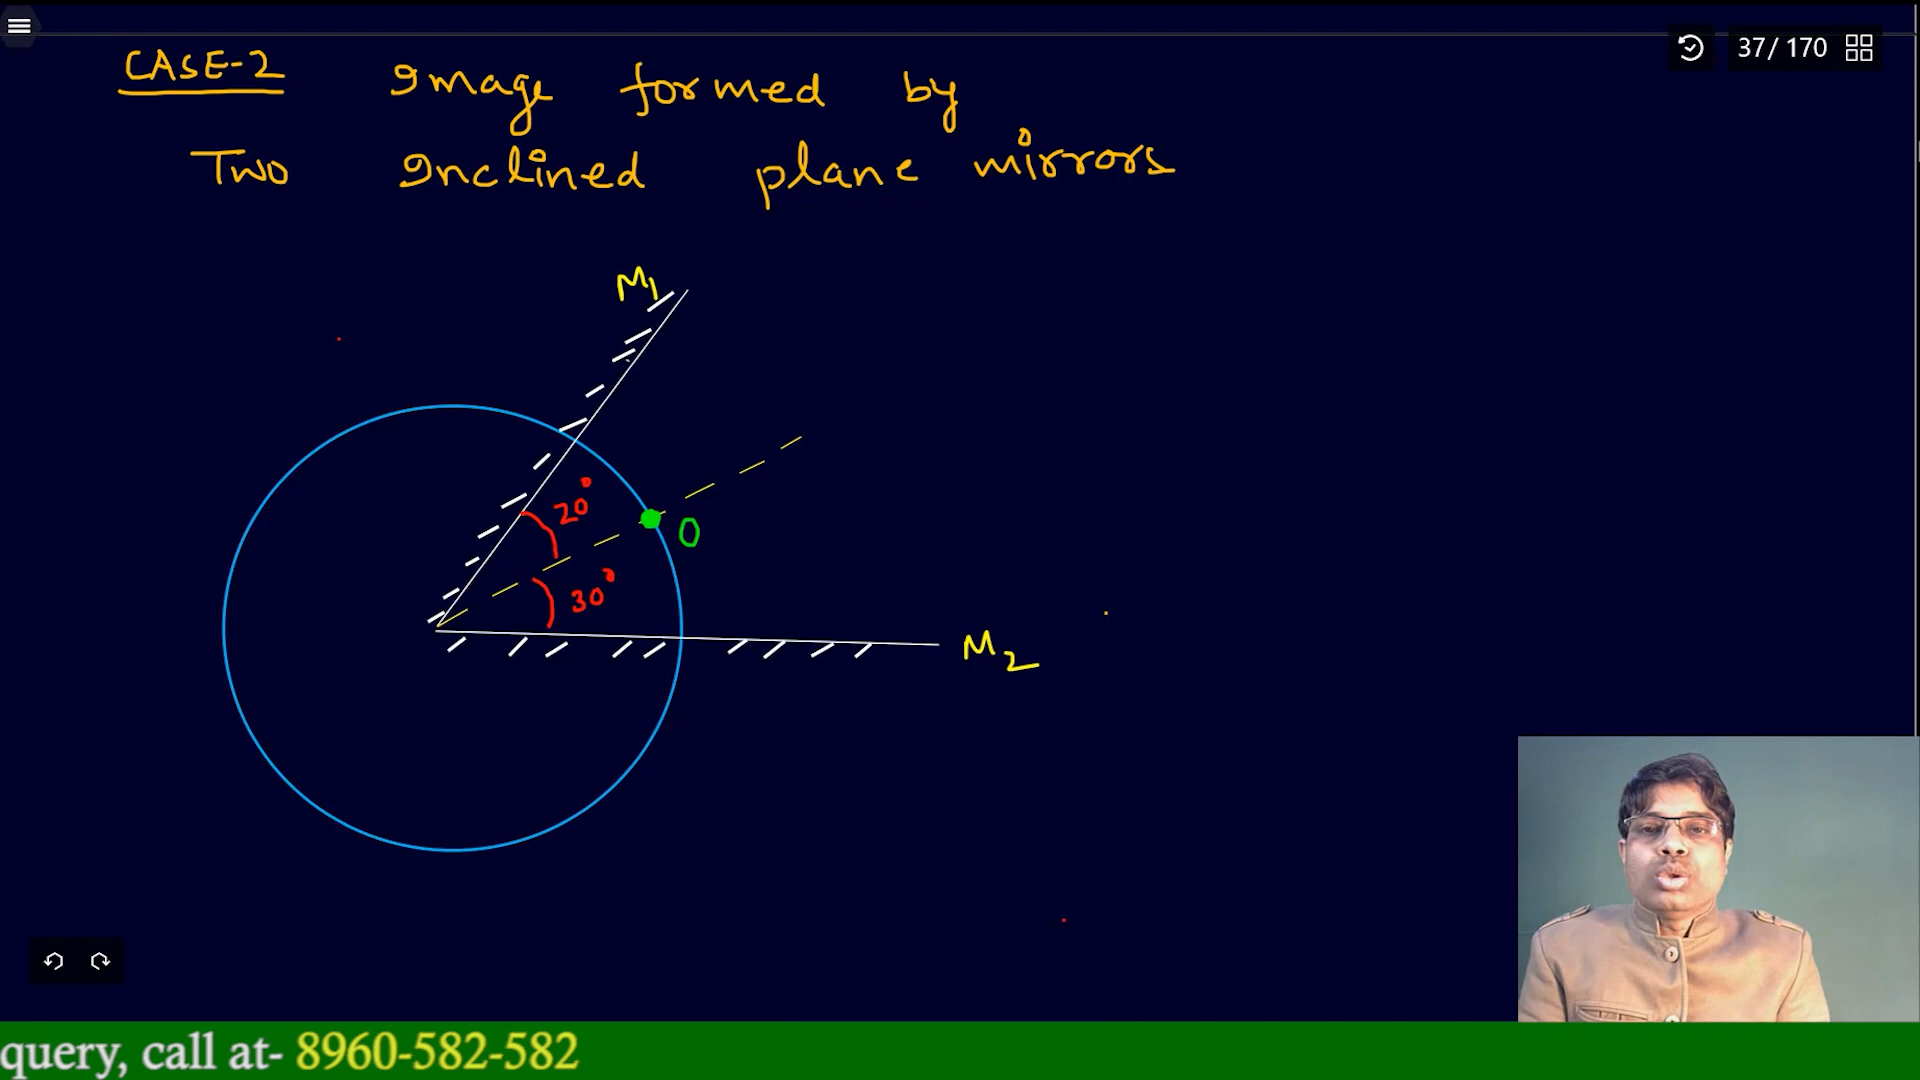 37/ 170
CASE-2 Image formed by
Two Inclined plane mirrors
M1
20°
O
30°
M2
query, call at- 8960-582-582